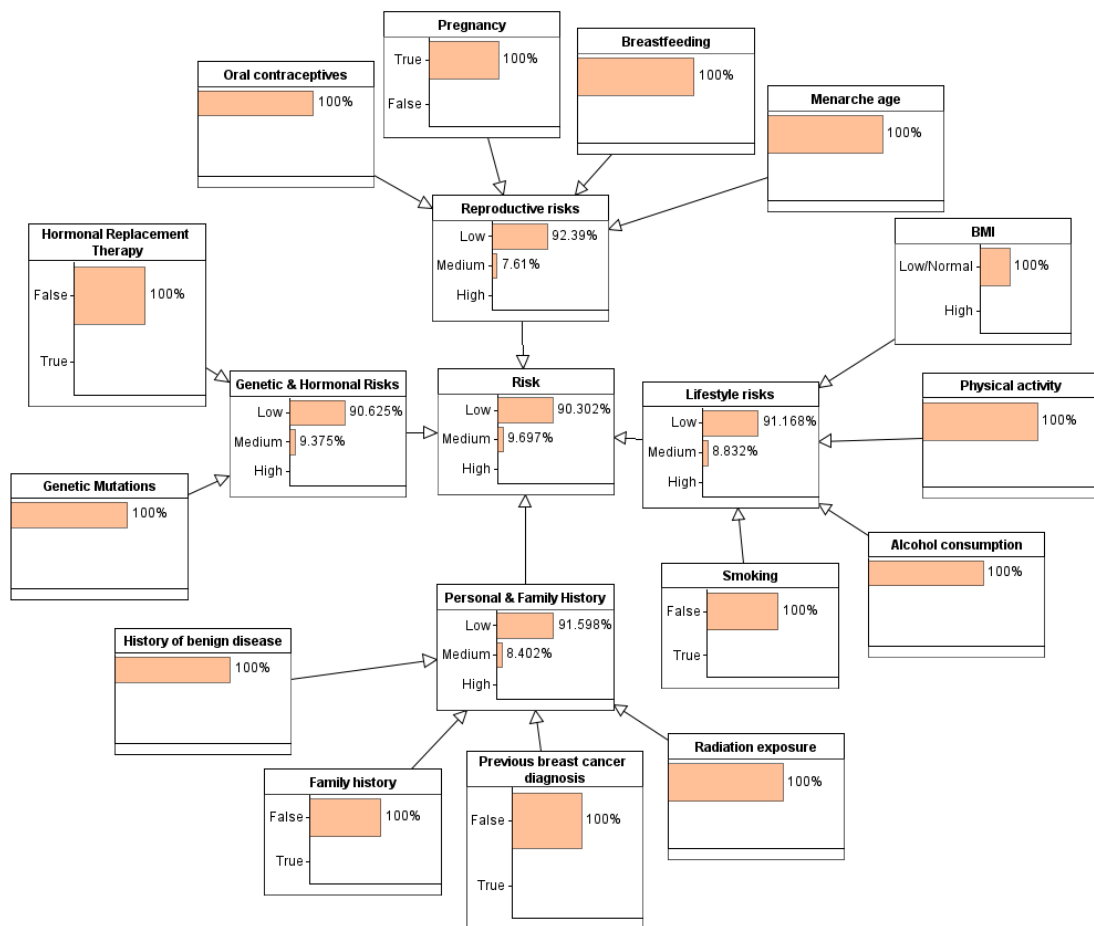 Pregnancy
True
100%
False
Breastfeeding
100%
Oral contraceptives
100%
Menarche age
100%
Reproductive risks
Low
92.39%
Medium
7.61%
High
Hormonal Replacement
Therapy
False
100%
True
BMI
Low/Normal
100%
High
Genetic & Hormonal Risks
Low
90.625%
Medium
9.375%
High
Risk
Low
90.302%
Medium
9.697%
High
Lifestyle risks
Low
91.168%
Medium
8.832%
High
Physical activity
100%
Genetic Mutations
100%
Alcohol consumption
100%
Smoking
False
100%
True
Personal & Family History
Low
91.598%
Medium
8.402%
High
History of benign disease
100%
Radiation exposure
100%
Previous breast cancer
diagnosis
False
100%
True
Family history
False
100%
True